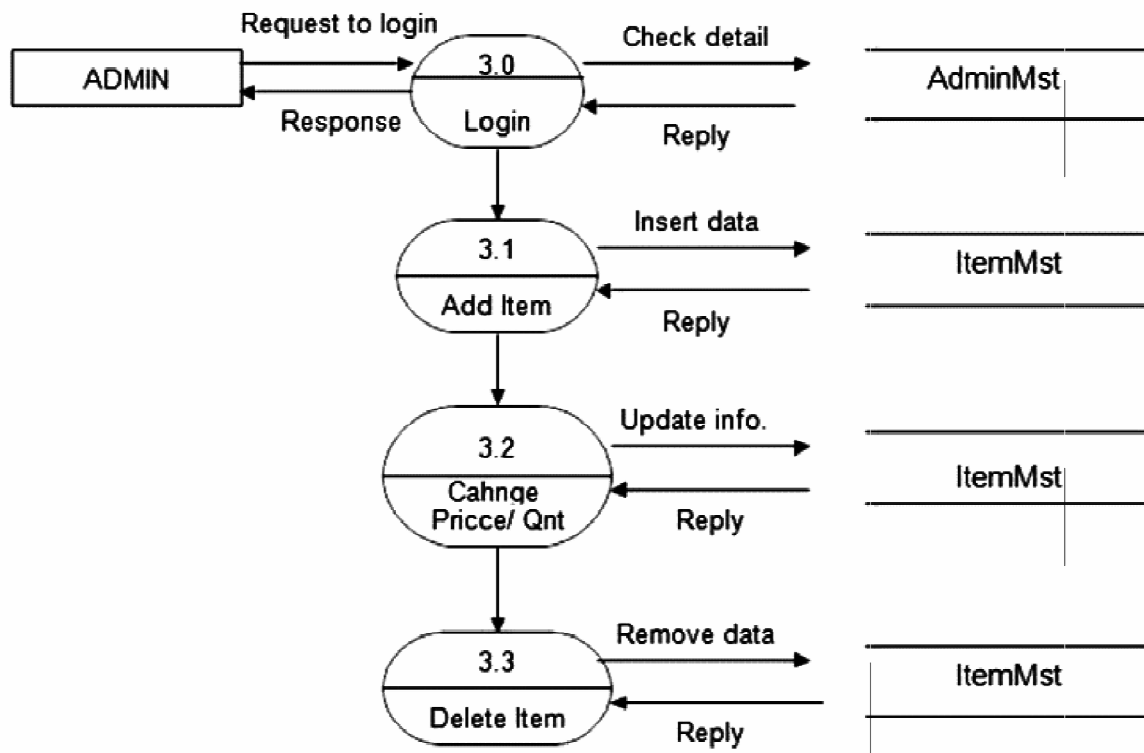 Request to login
ADMIN
Response
3.0
Login
Check detail
Reply
AdminMst
3.1
Add Item
Insert data
Reply
ItemMst
3.2
Cahnge
Pricce/ Qnt
Update info.
Reply
ItemMst
3.3
Delete Item
Remove data
Reply
ItemMst